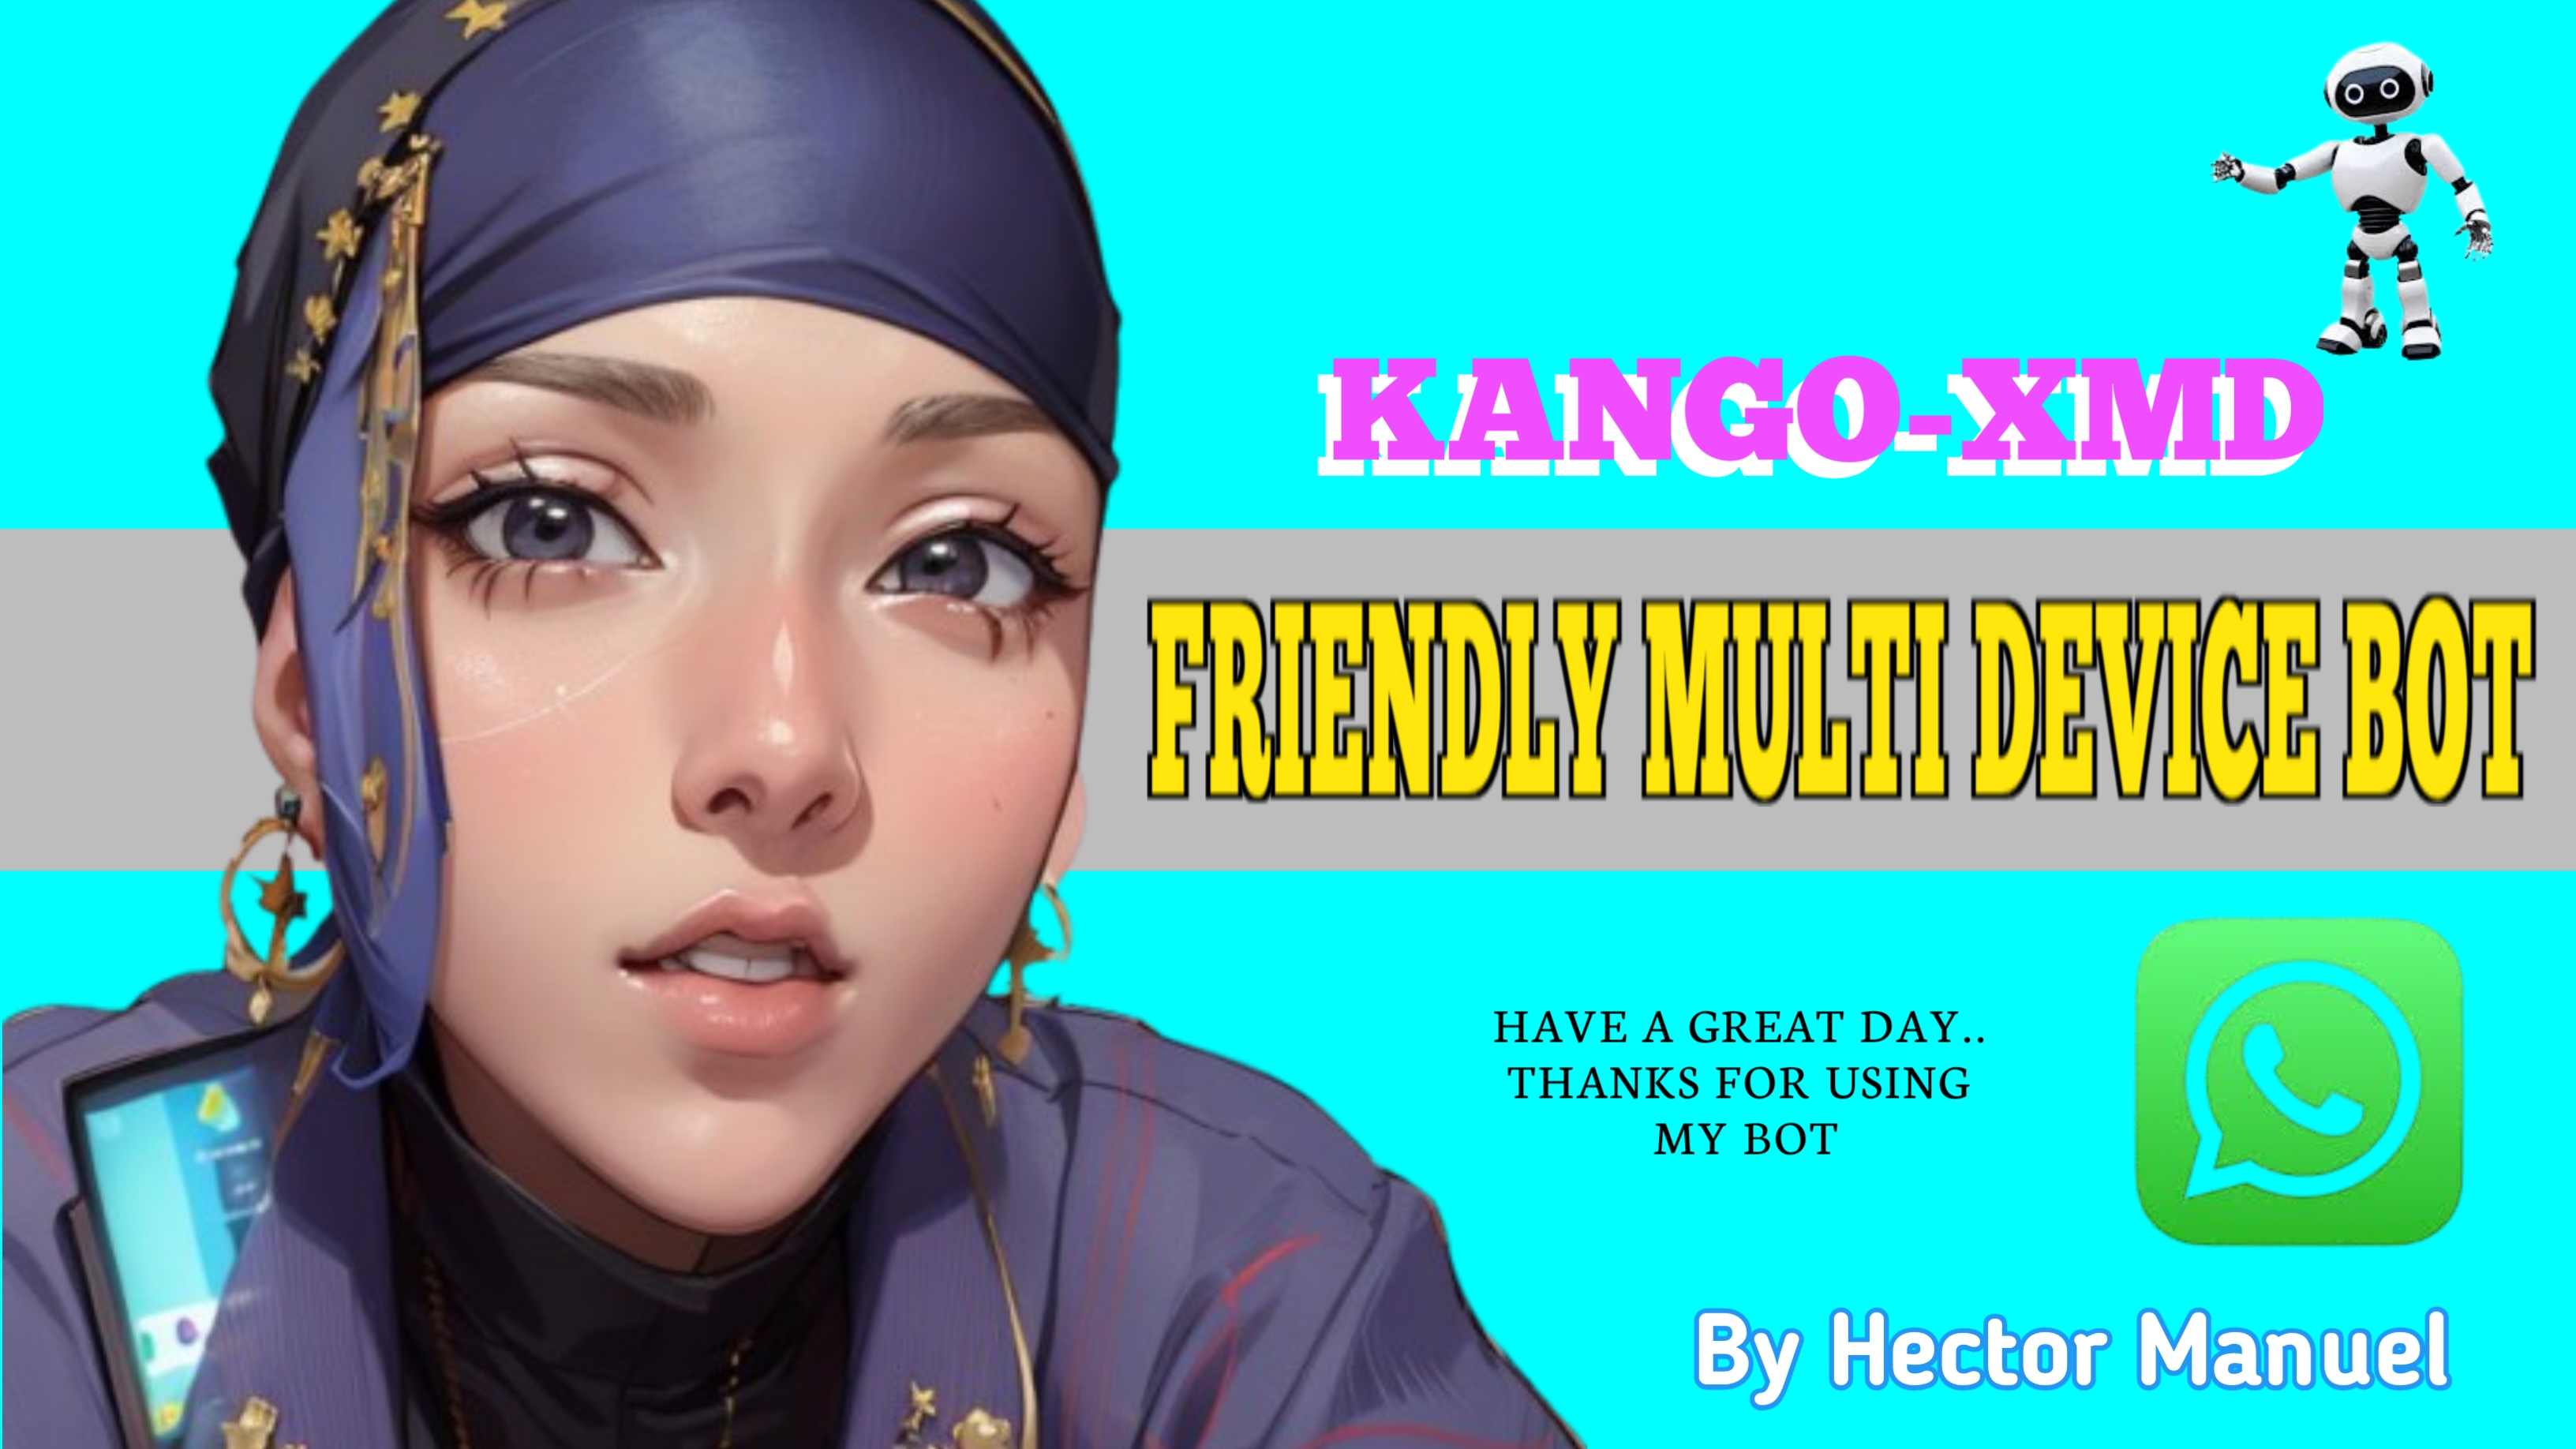 KANGO-XMD
FRIENDLY MULTI DEVICE BOT
HAVE A GREAT DAY..
THANKS FOR USING
MY BOT
By Hector Manuel